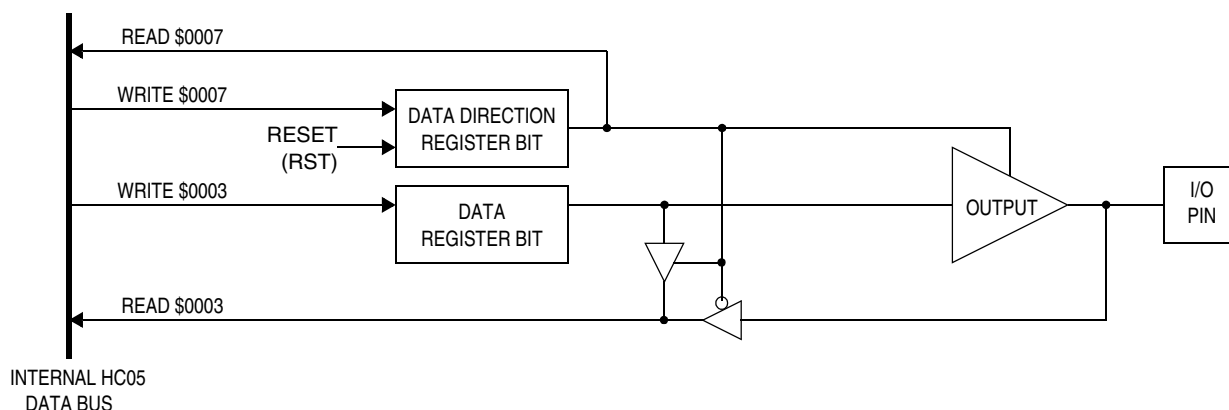 READ $0007
WRITE $0007
DATA DIRECTION
REGISTER BIT
RESET
(RST)
WRITE $0003
DATA
REGISTER BIT
OUTPUT
I/O
PIN
READ $0003
INTERNAL HC05
DATA BUS